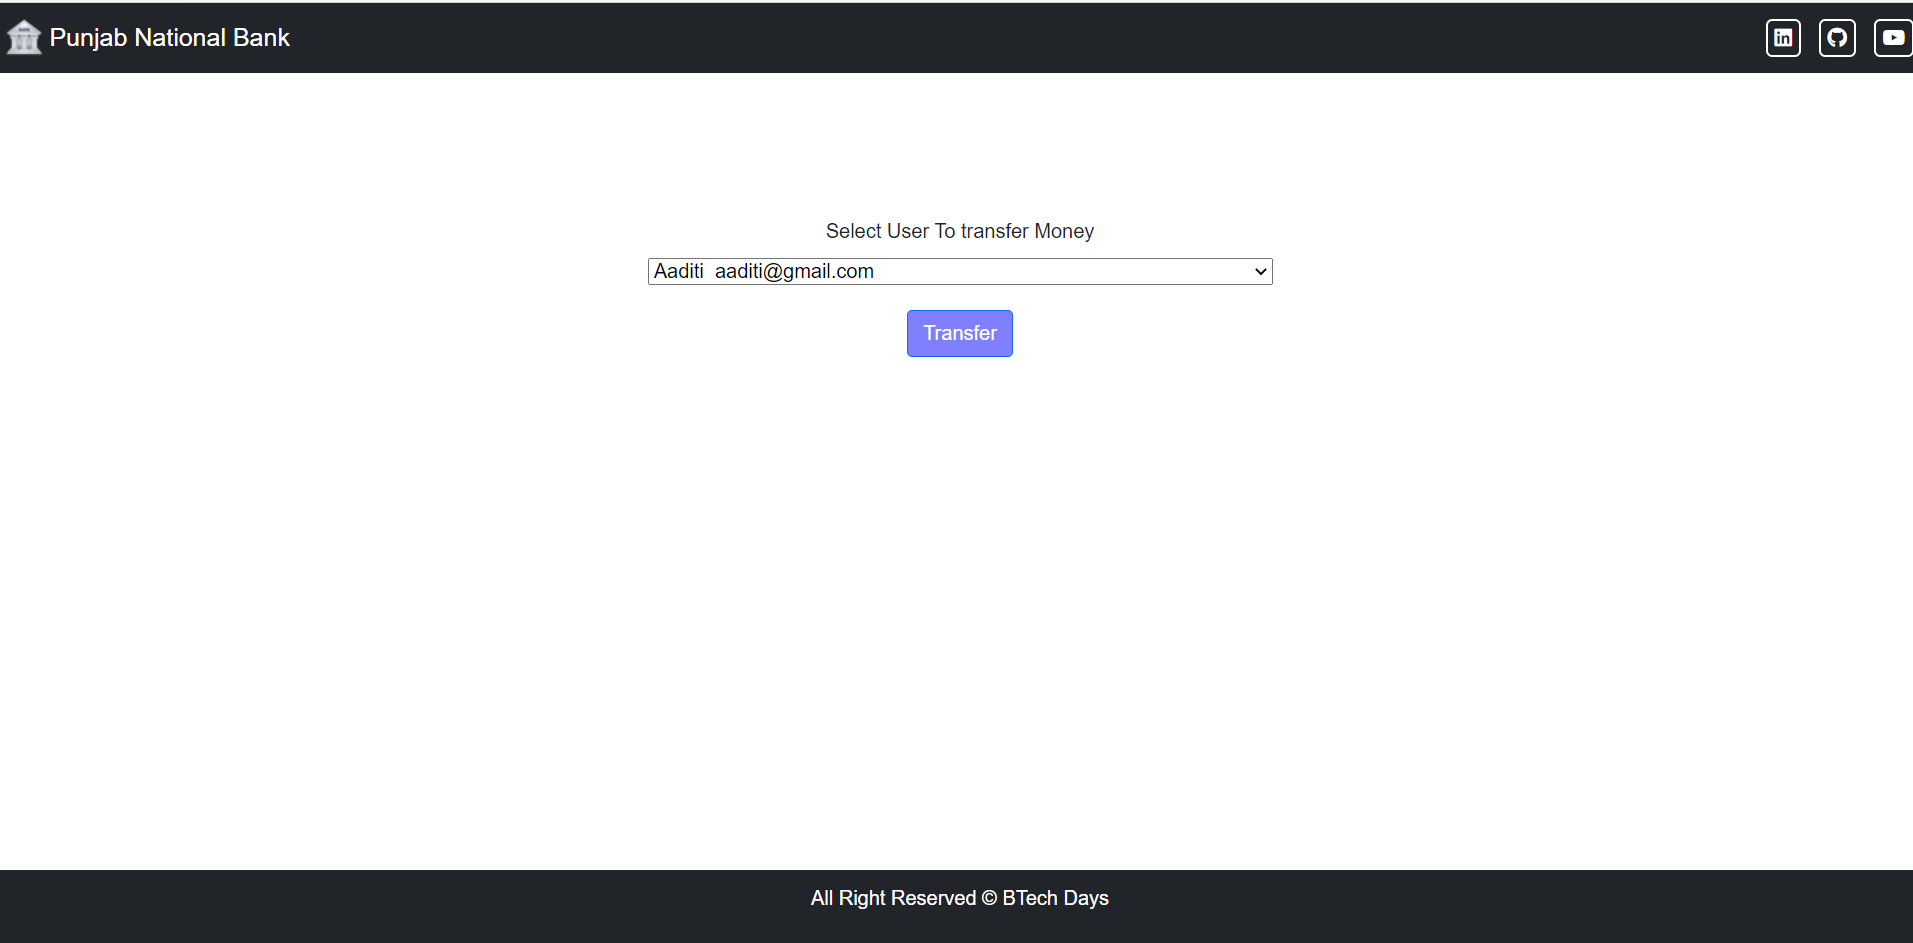 Punjab National Bank
Select User To transfer Money
Aaditi  aaditi@gmail.com
Transfer
All Right Reserved © BTech Days